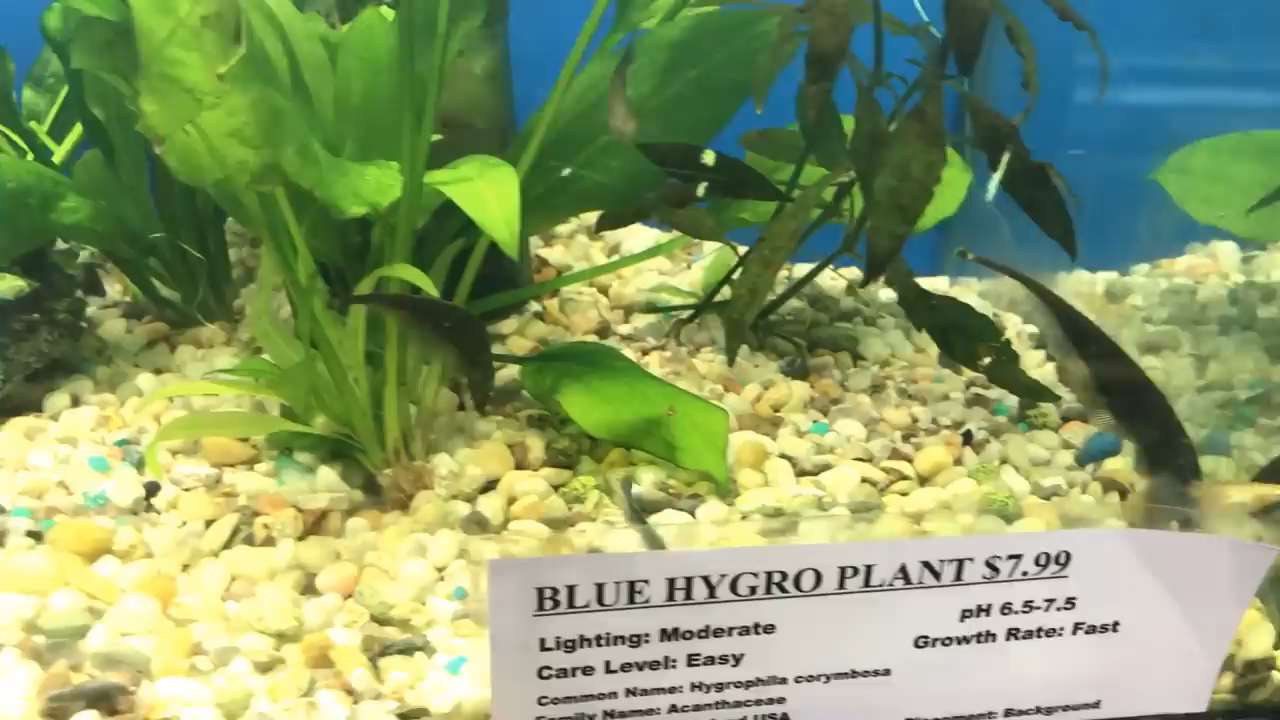 BLUE HYGRO PLANT $7.99
Lighting: Moderate
pH 6.5-7.5
Care Level: Easy
Growth Rate: Fast
Common Name: Hygrophila corymbosa
Family Name: Acanthaceae
USA
Placement: Background